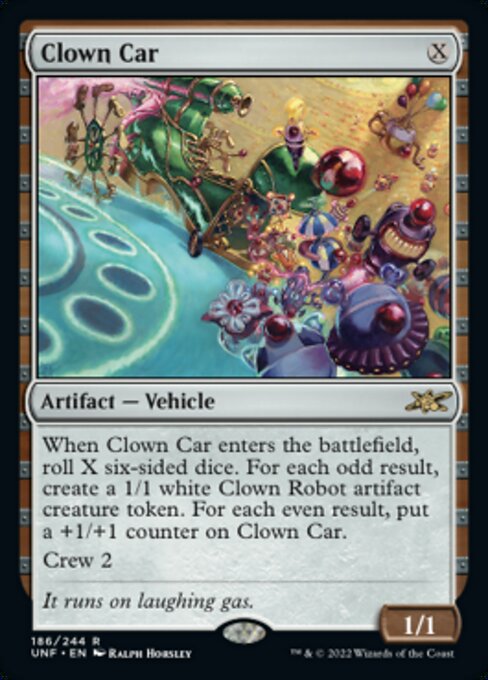 Clown Car X
Artifact — Vehicle
When Clown Car enters the battlefield,
roll X six-sided dice. For each odd result,
create a 1/1 white Clown Robot artifact
creature token. For each even result, put
a +1/+1 counter on Clown Car.
Crew 2
It runs on laughing gas.
1/1
186/244 R
UNF • EN Ralph Horsley ™ & © 2022 Wizards of the Coast